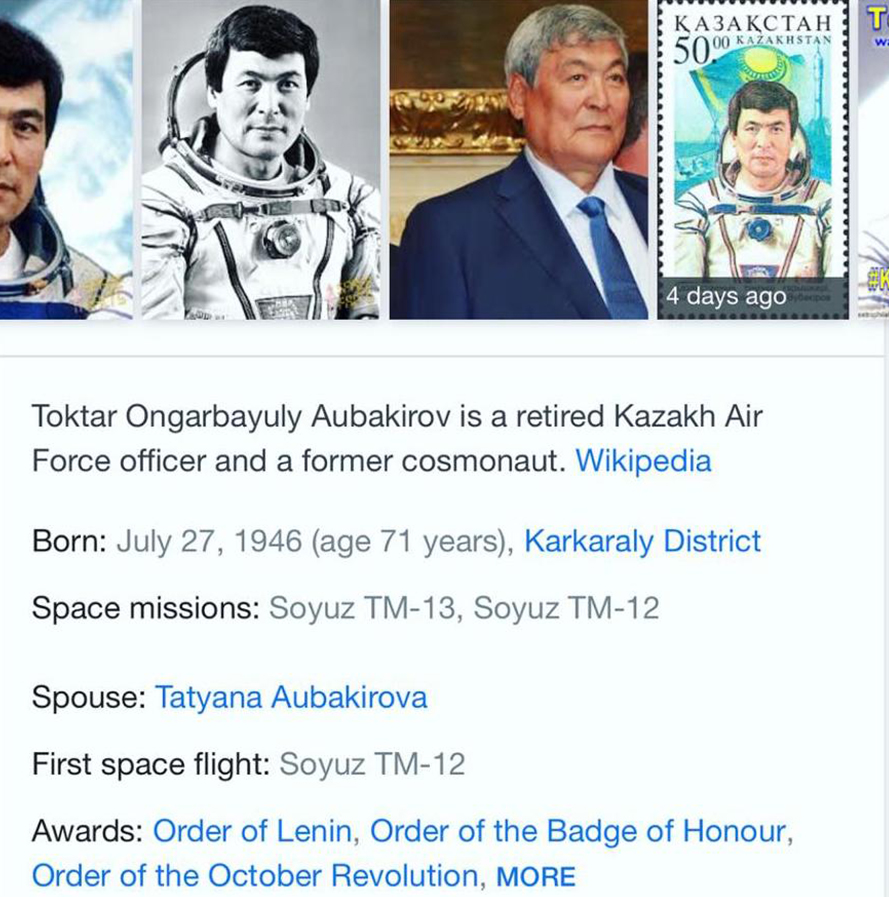 ҚАЗАҚСТАН
50.00 KAZAKHSTAN
4 days ago
Toktar Ongarbayuly Aubakirov is a retired Kazakh Air
Force officer and a former cosmonaut. Wikipedia
Born: July 27, 1946 (age 71 years), Karkaraly District
Space missions: Soyuz TM-13, Soyuz TM-12
Spouse: Tatyana Aubakirova
First space flight: Soyuz TM-12
Awards: Order of Lenin, Order of the Badge of Honour,
Order of the October Revolution, MORE